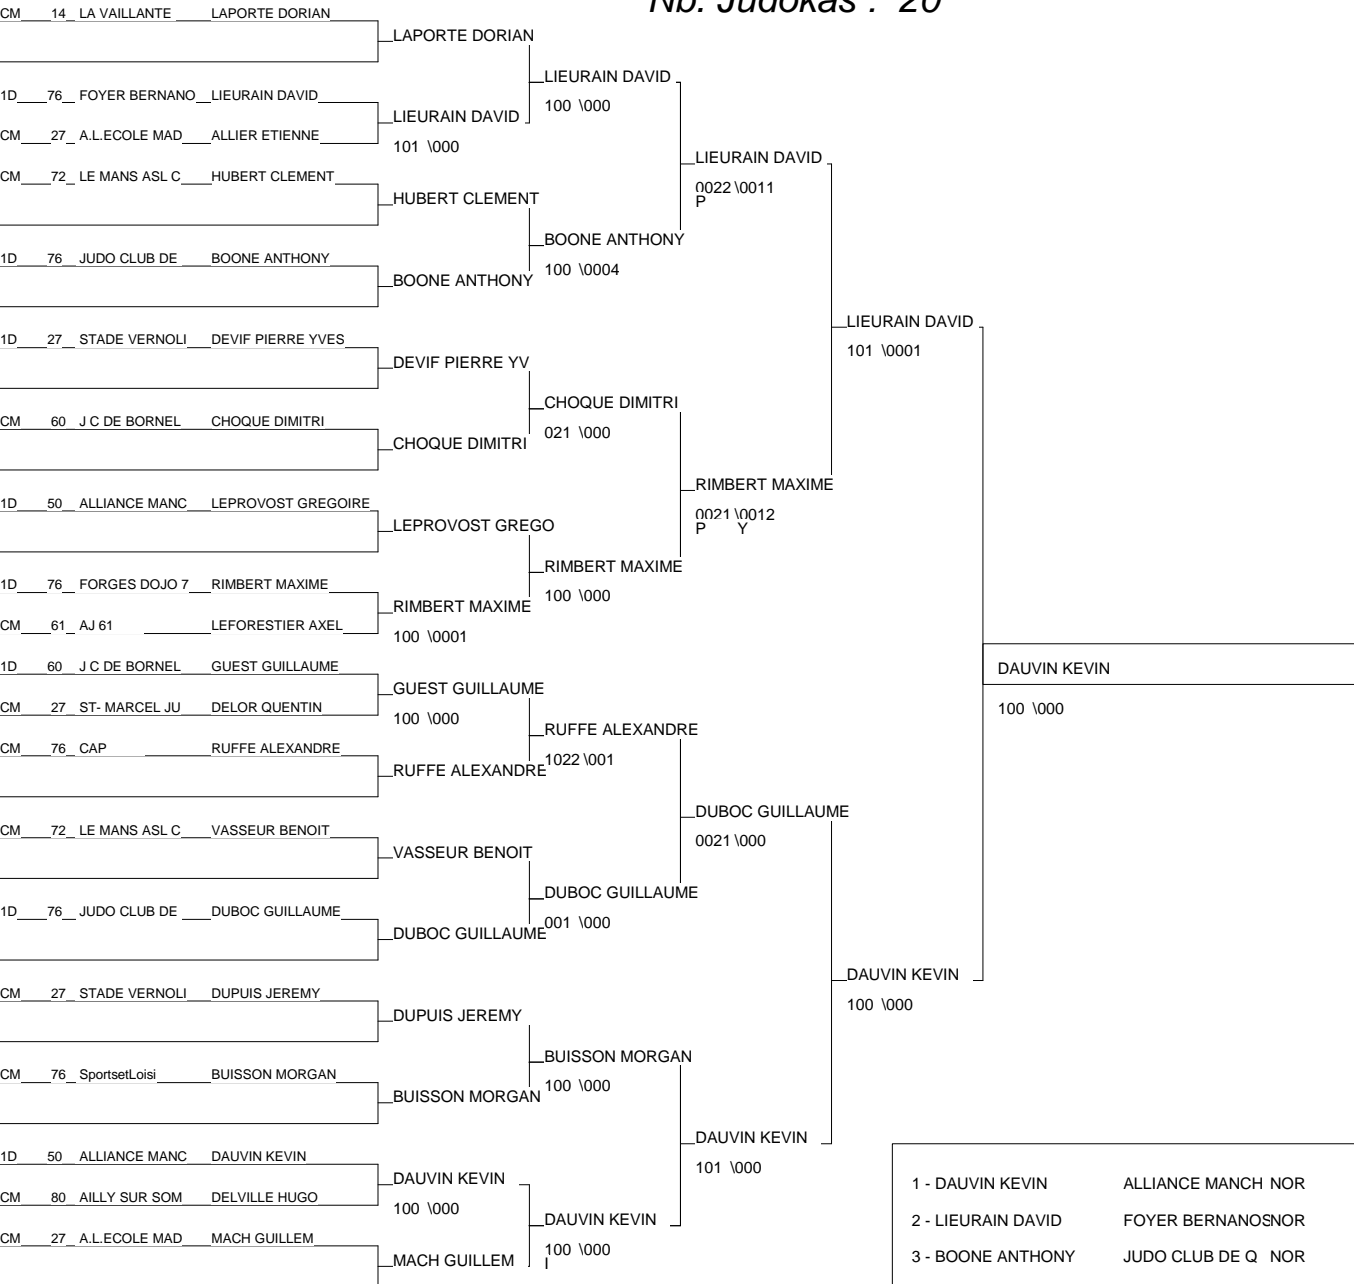 Nb. Judokas : 20
CM 14 LA VAILLANTE LAPORTE DORIAN
LAPORTE DORIAN
LIEURAIN DAVID
1D 76 FOYER BERNANO LIEURAIN DAVID
100 \000
LIEURAIN DAVID
CM 27 A.L.ECOLE MAD ALLIER ETIENNE
101 \000
LIEURAIN DAVID
CM 72 LE MANS ASL C HUBERT CLEMENT
0022 \0011
P
HUBERT CLEMENT
BOONE ANTHONY
1D 76 JUDO CLUB DE BOONE ANTHONY
100 \0004
BOONE ANTHONY
LIEURAIN DAVID
1D 27 STADE VERNOLI DEVIF PIERRE YVES
101 \0001
DEVIF PIERRE YV
CHOQUE DIMITRI
CM 60 J C DE BORNEL CHOQUE DIMITRI
021 \000
CHOQUE DIMITRI
RIMBERT MAXIME
1D 50 ALLIANCE MANC LEPROVOST GREGOIRE
0021 \0012
P Y
LEPROVOST GREGO
RIMBERT MAXIME
1D 76 FORGES DOJO 7 RIMBERT MAXIME
100 \000
RIMBERT MAXIME
CM 61 AJ 61 LEFORESTIER AXEL
100 \0001
1D 60 J C DE BORNEL GUEST GUILLAUME
DAUVIN KEVIN
GUEST GUILLAUME
CM 27 ST- MARCEL JU DELOR QUENTIN
100 \000
100 \000
RUFFE ALEXANDRE
CM 76 CAP RUFFE ALEXANDRE
1022 \001
RUFFE ALEXANDRE
DUBOC GUILLAUME
CM 72 LE MANS ASL C VASSEUR BENOIT
0021 \000
VASSEUR BENOIT
DUBOC GUILLAUME
1D 76 JUDO CLUB DE DUBOC GUILLAUME
001 \000
DUBOC GUILLAUME
DAUVIN KEVIN
CM 27 STADE VERNOLI DUPUIS JEREMY
100 \000
DUPUIS JEREMY
BUISSON MORGAN
CM 76 SportsetLoisi BUISSON MORGAN
100 \000
BUISSON MORGAN
DAUVIN KEVIN
1D 50 ALLIANCE MANC DAUVIN KEVIN
101 \000
DAUVIN KEVIN
CM 80 AILLY SUR SOM DELVILLE HUGO
100 \000
DAUVIN KEVIN
CM 27 A.L.ECOLE MAD MACH GUILLEM
100 \000
MACH GUILLEM
1 - DAUVIN KEVIN ALLIANCE MANCH NOR
2 - LIEURAIN DAVID FOYER BERNANOS NOR
3 - BOONE ANTHONY JUDO CLUB DE Q NOR